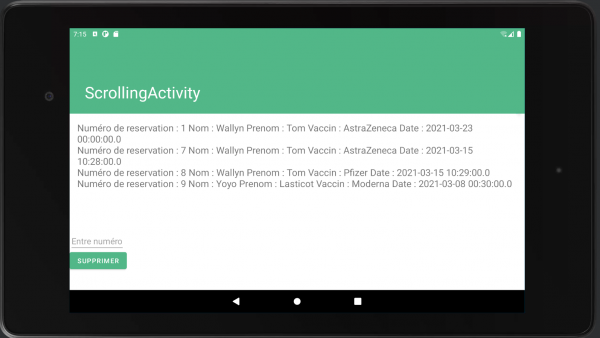 7:15
ScrollingActivity
Numéro de reservation : 1 Nom : Wallyn Prenom : Tom Vaccin : AstraZeneca Date : 2021-03-23
00:00:00.0
Numéro de reservation : 7 Nom : Wallyn Prenom : Tom Vaccin : AstraZeneca Date : 2021-03-15
10:28:00.0
Numéro de reservation : 8 Nom : Wallyn Prenom : Tom Vaccin : Pfizer Date : 2021-03-15 10:29:00.0
Numéro de reservation : 9 Nom : Yoyo Prenom : Lasticot Vaccin : Moderna Date : 2021-03-08 00:30:00.0
Entre numéro
SUPPRIMER